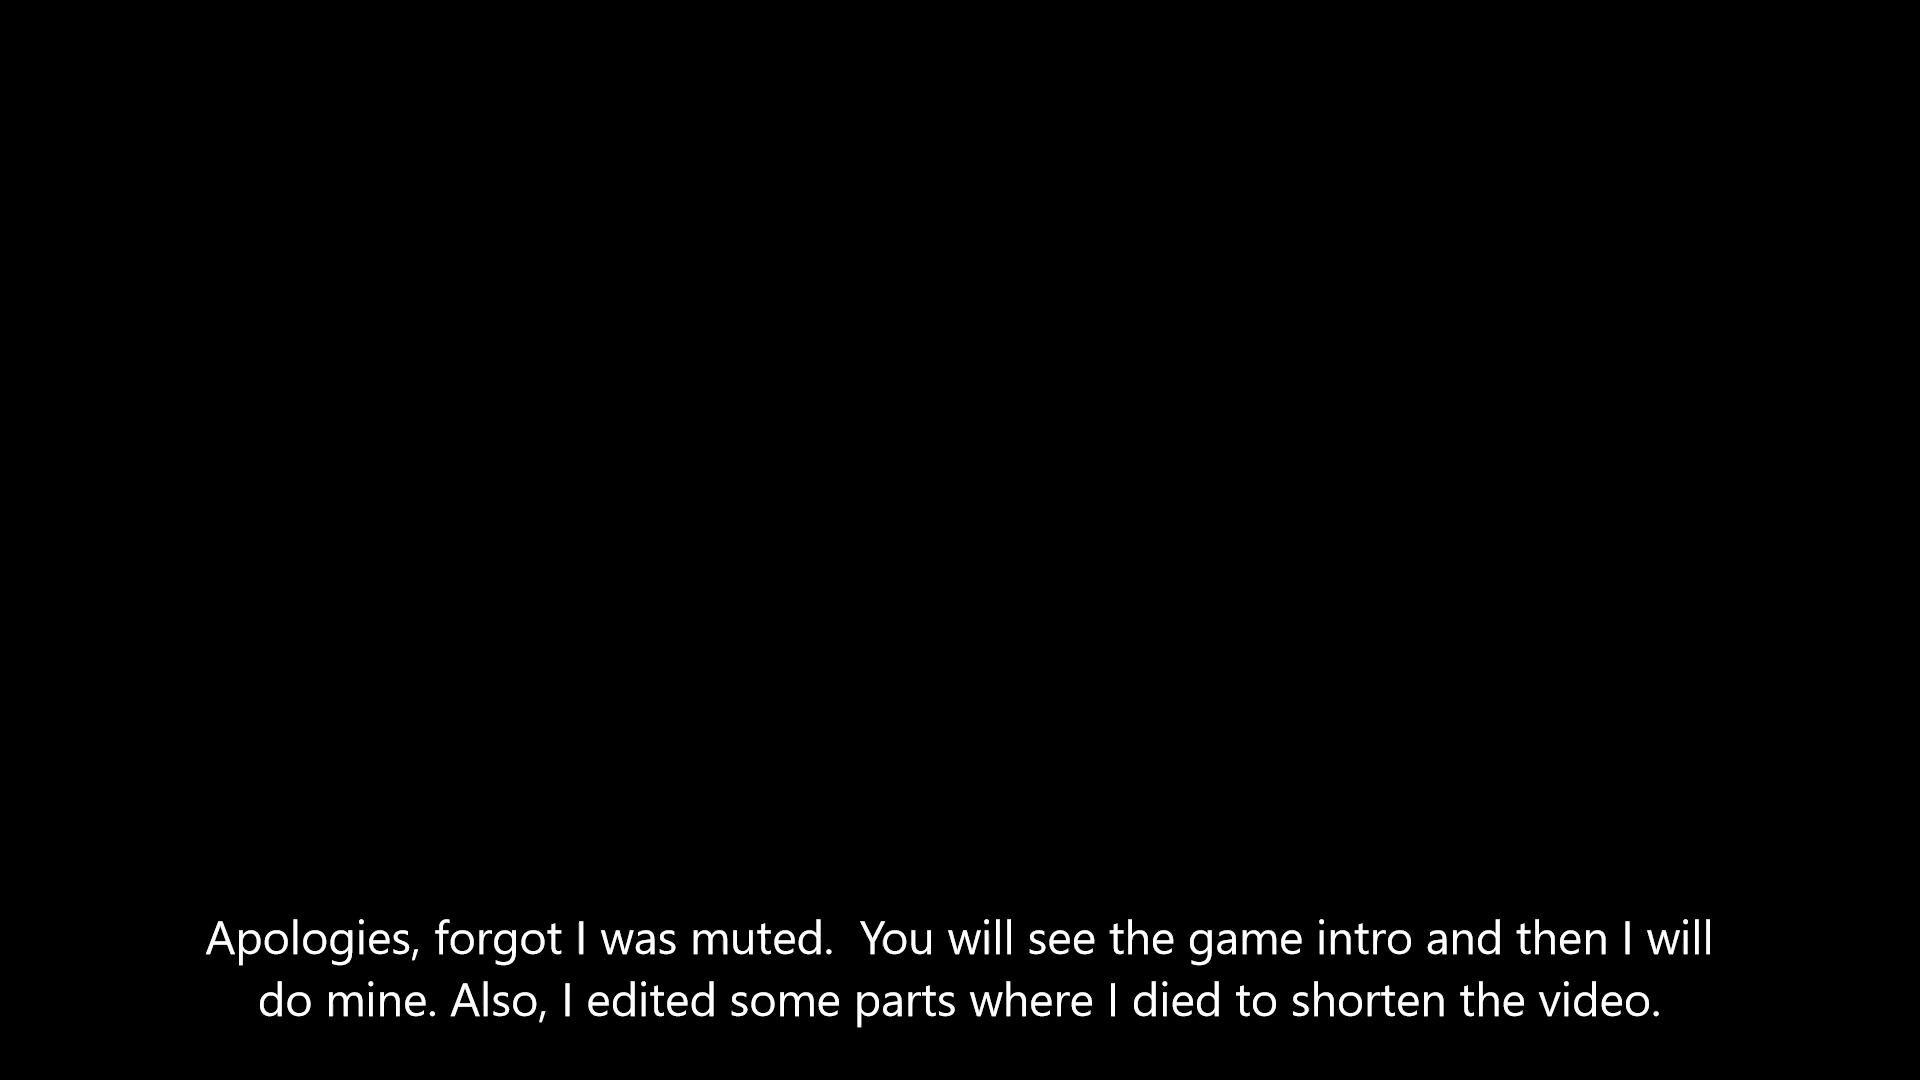 Apologies, forgot I was muted.  You will see the game intro and then I will
do mine. Also, I edited some parts where I died to shorten the video.